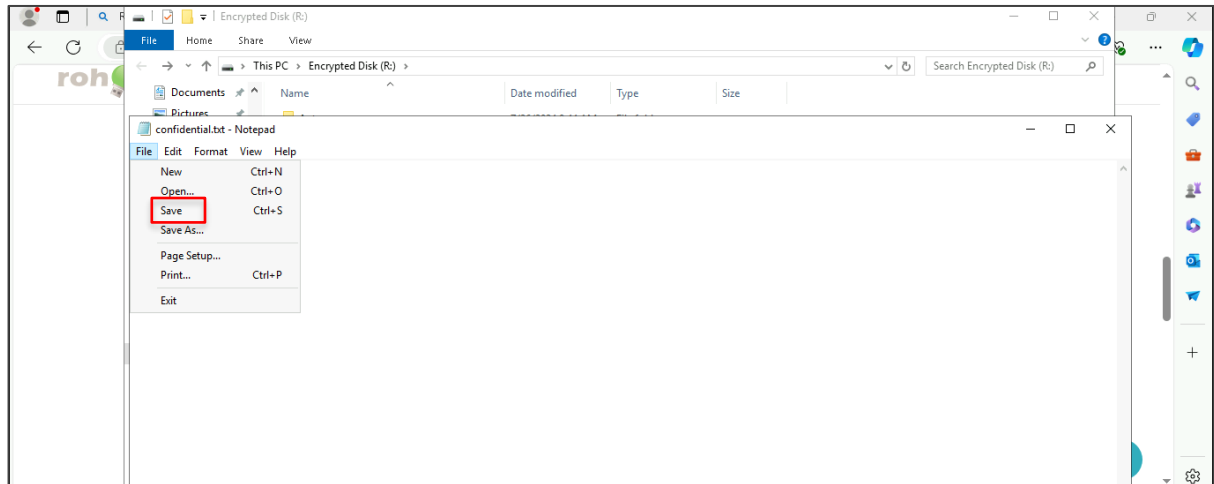 Encrypted Disk (R:)
File Home Share View
This PC > Encrypted Disk (R:) >
Search Encrypted Disk (R:)
roh
Documents
Name
Date modified
Type
Size
Pictures
confidential.txt - Notepad
File Edit Format View Help
New Ctrl+N
Open... Ctrl+O
Save Ctrl+S
Save As...
Page Setup...
Print... Ctrl+P
Exit